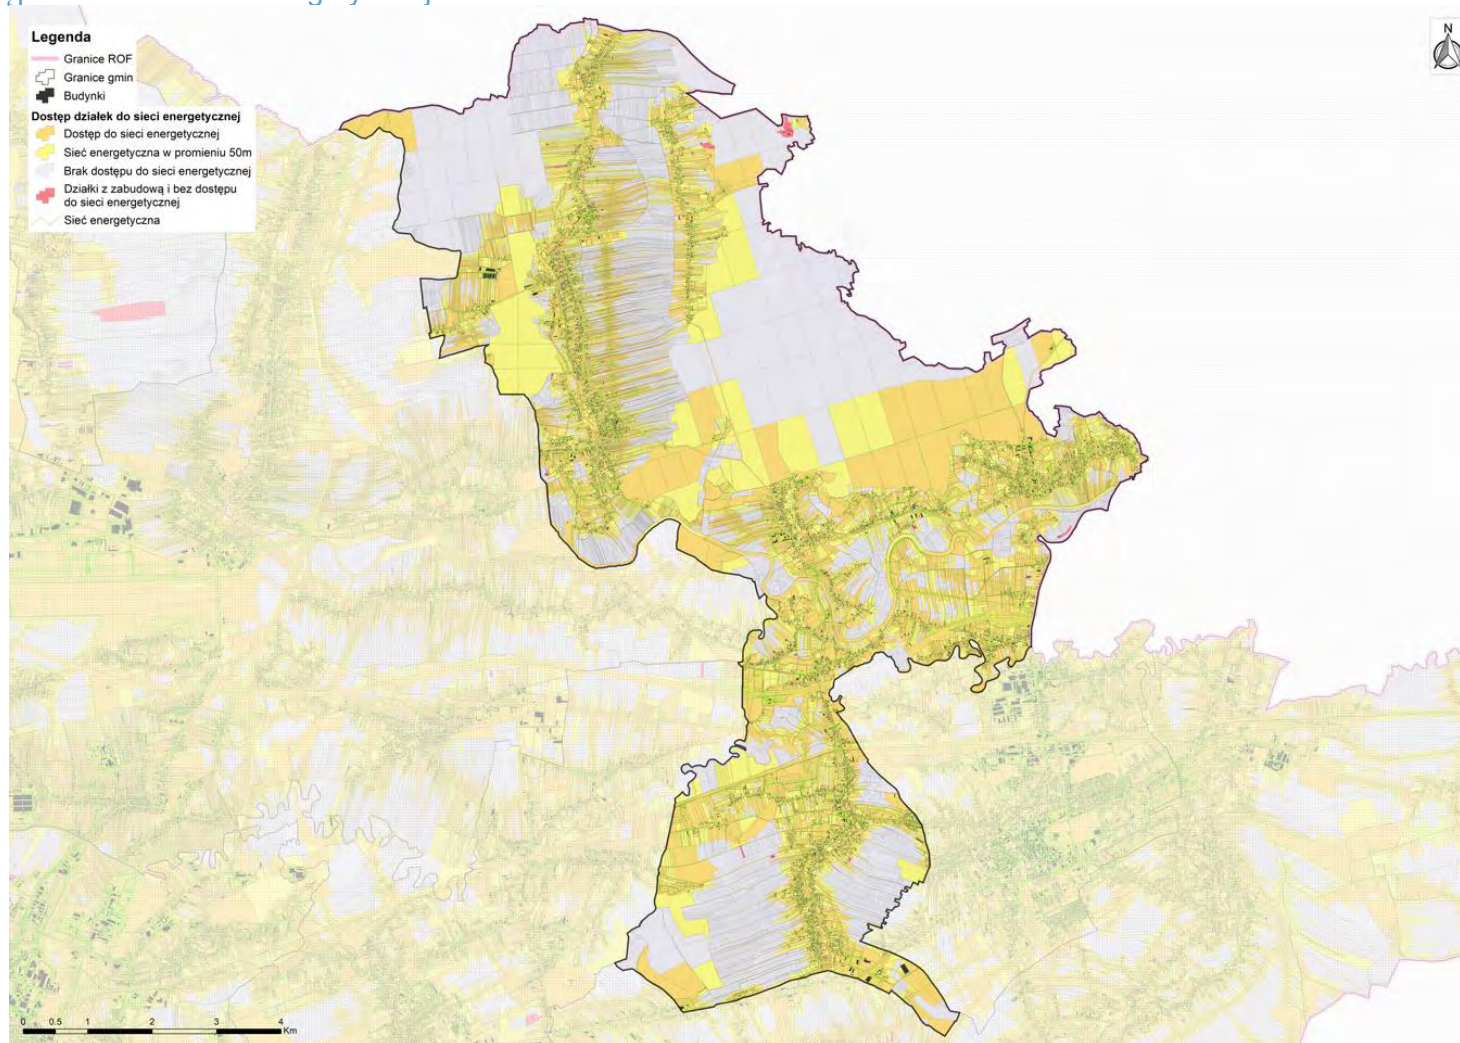 Legenda
Granice ROF
Granice gmin
Budynki
Dostęp działek do sieci energetycznej
Dostęp do sieci energetycznej
Sieć energetyczna w promieniu 50m
Brak dostępu do sieci energetycznej
Działki z zabudową i bez dostępu
do sieci energetycznej
Sieć energetyczna
N
0 0.5 1 2 3 4
Km